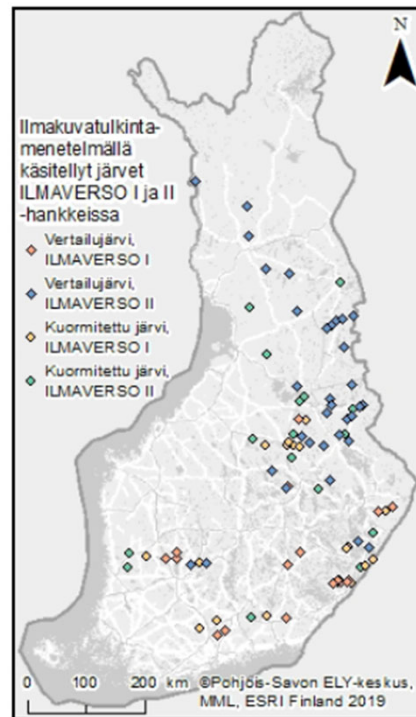 N
Ilmakuvatulkinta-
menetelmällä
käsitellyt järvet
ILMAVERSO I ja II
-hankkeissa
Vertailujärvi,
ILMAVERSO I
Vertailujärvi,
ILMAVERSO II
Kuormitettu järvi,
ILMAVERSO I
Kuormitettu järvi,
ILMAVERSO II
0 100 200 km ©Pohjois-Savon ELY-keskus,
MML, ESRI Finland 2019